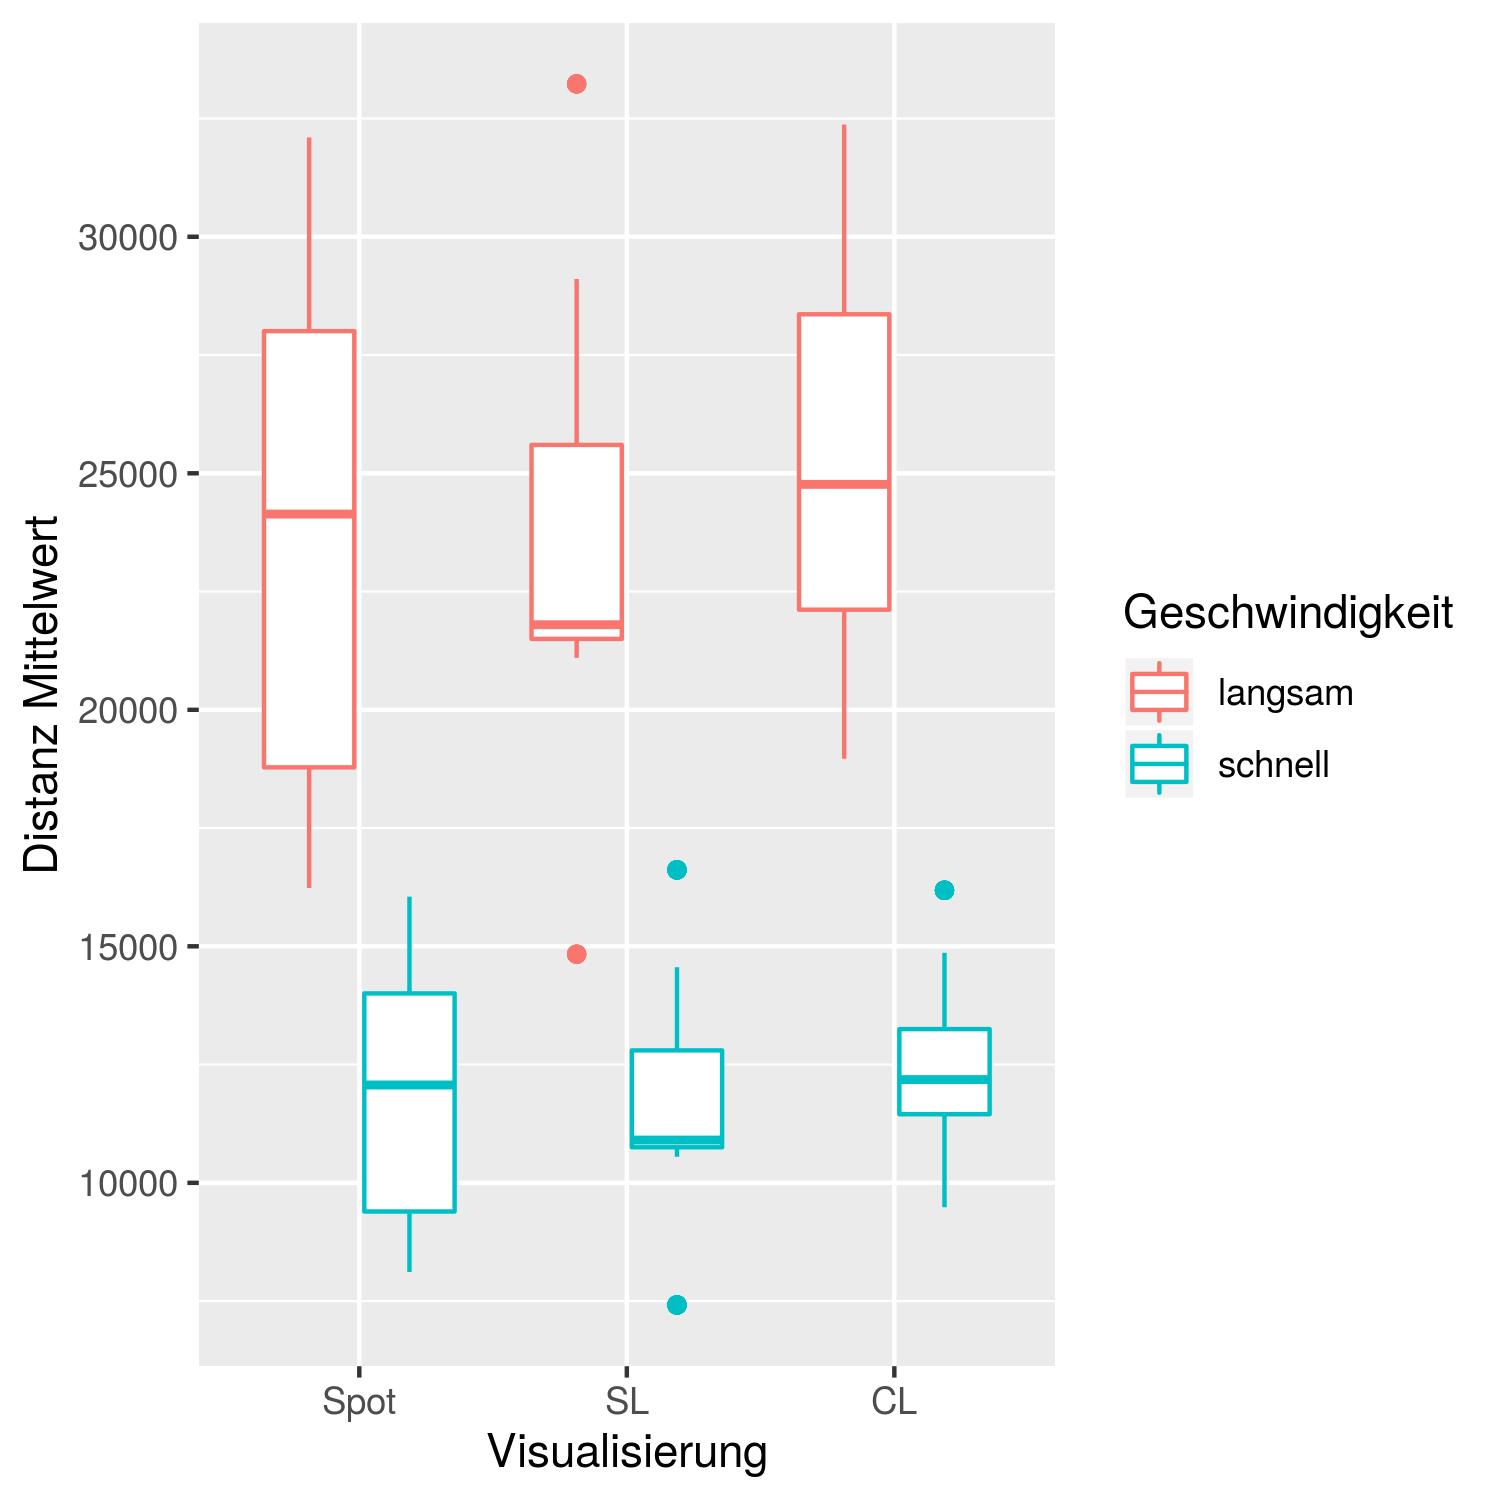 Distanz Mittelwert
30000
25000
20000
15000
10000
Spot SL CL
Visualisierung
Geschwindigkeit
langsam
schnell